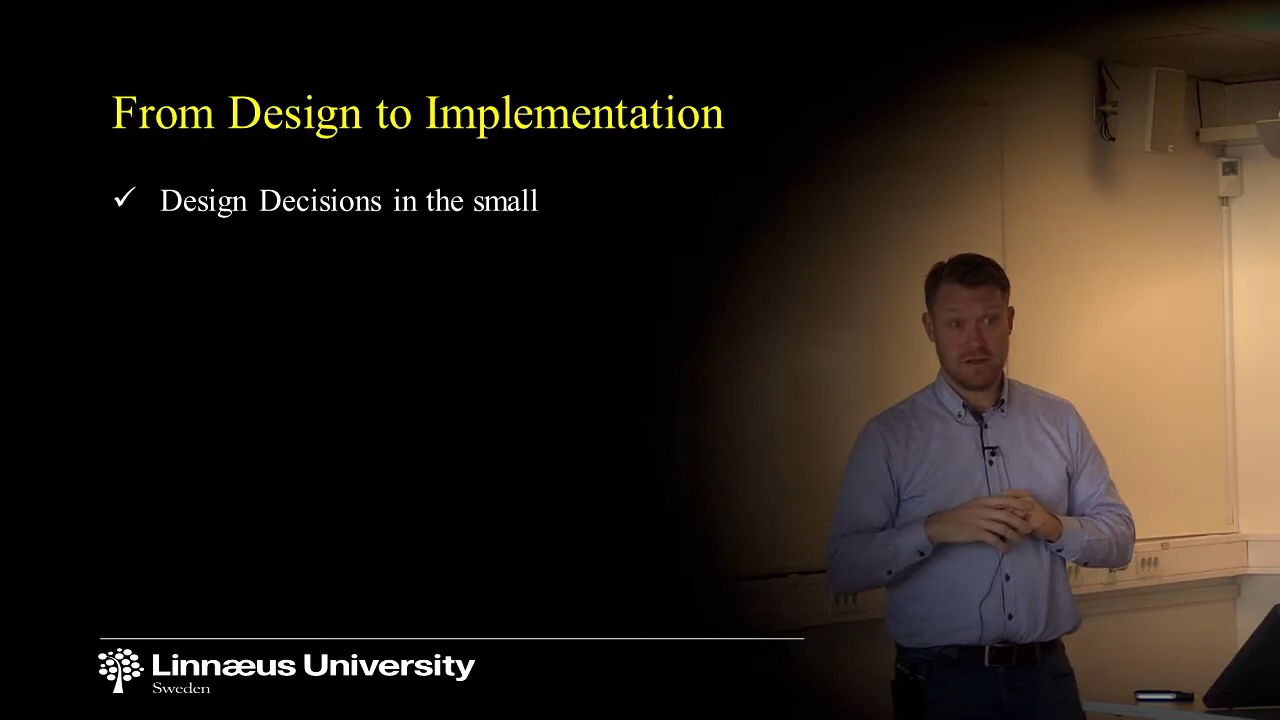 From Design to Implementation
✓ Design Decisions in the small
Linnæus University
Sweden